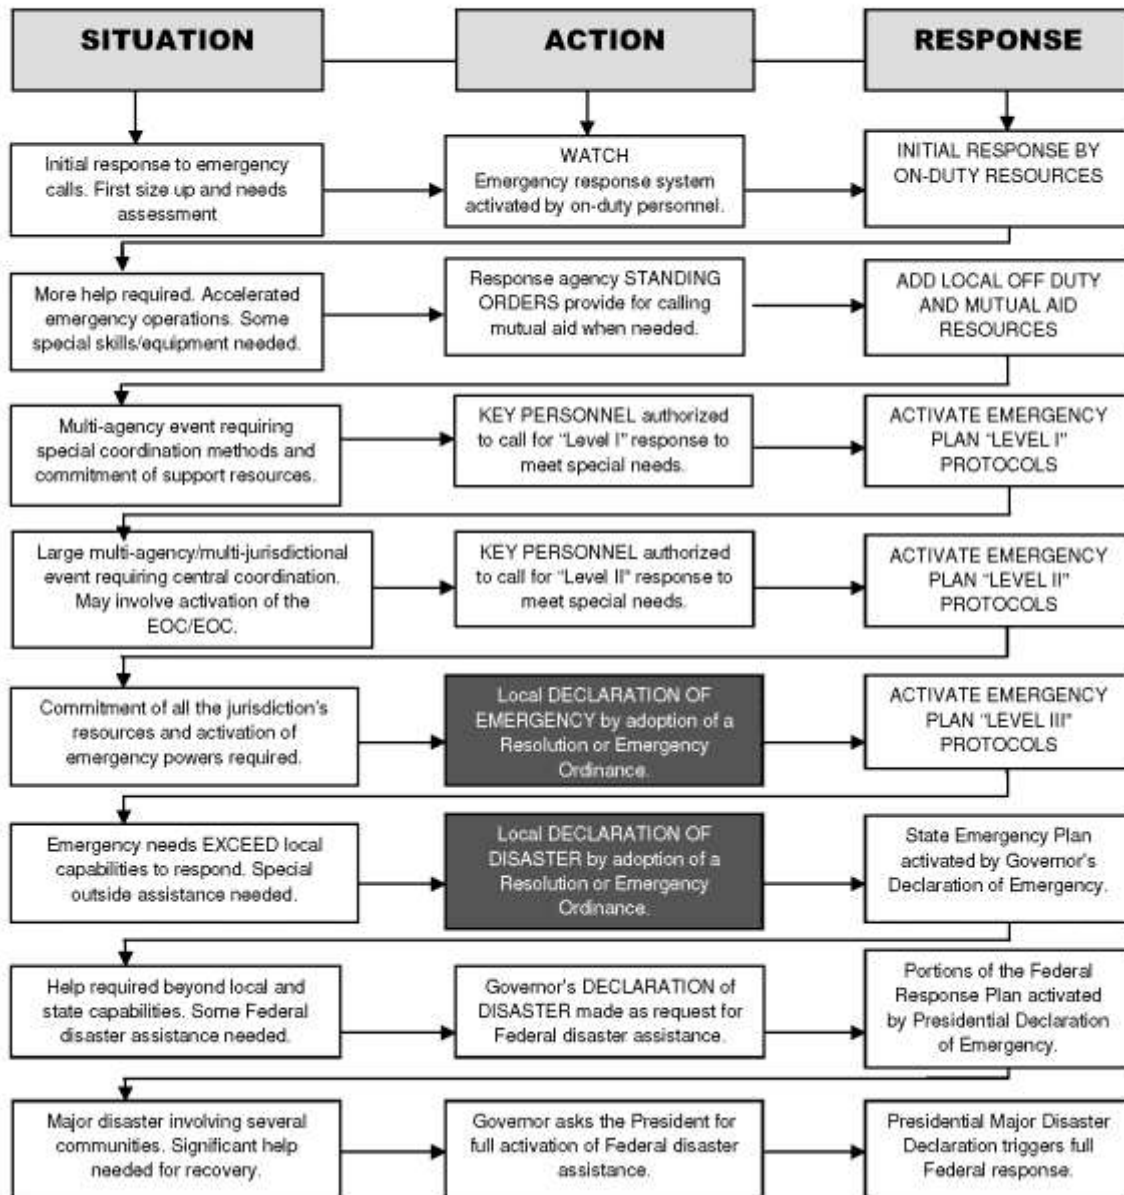 SITUATION
ACTION
RESPONSE
Initial response to emergency
calls. First size up and needs
assessment
WATCH
Emergency response system
activated by on-duty personnel.
INITIAL RESPONSE BY
ON-DUTY RESOURCES
More help required. Accelerated
emergency operations. Some
special skills/equipment needed.
Response agency STANDING
ORDERS provide for calling
mutual aid when needed.
ADD LOCAL OFF DUTY
AND MUTUAL AID
RESOURCES
Multi-agency event requiring
special coordination methods and
commitment of support resources.
KEY PERSONNEL authorized
to call for “Level I” response to
meet special needs.
ACTIVATE EMERGENCY
PLAN “LEVEL I”
PROTOCOLS
Large multi-agency/multi-jurisdictional
event requiring central coordination.
May involve activation of the
EOC/EOC.
KEY PERSONNEL authorized
to call for “Level II” response to
meet special needs.
ACTIVATE EMERGENCY
PLAN “LEVEL II”
PROTOCOLS
Commitment of all the jurisdiction’s
resources and activation of
emergency powers required.
Local DECLARATION OF
EMERGENCY by adoption of a
Resolution or Emergency
Ordinance.
ACTIVATE EMERGENCY
PLAN “LEVEL III”
PROTOCOLS
Emergency needs EXCEED local
capabilities to respond. Special
outside assistance needed.
Local DECLARATION OF
DISASTER by adoption of a
Resolution or Emergency
Ordinance.
State Emergency Plan
activated by Governor’s
Declaration of Emergency.
Help required beyond local and
state capabilities. Some Federal
disaster assistance needed.
Governor’s DECLARATION of
DISASTER made as request for
Federal disaster assistance.
Portions of the Federal
Response Plan activated
by Presidential Declaration
of Emergency.
Major disaster involving several
communities. Significant help
needed for recovery.
Governor asks the President for
full activation of Federal disaster
assistance.
Presidential Major Disaster
Declaration triggers full
Federal response.